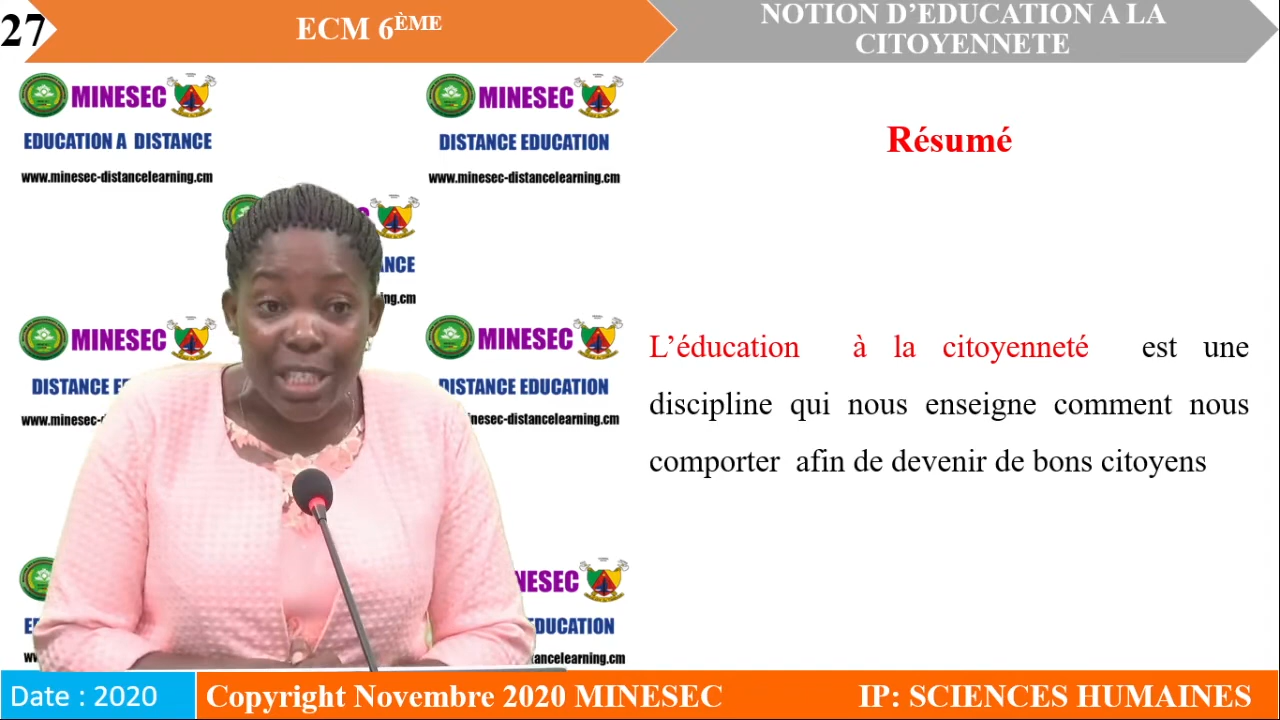 27
ECM 6ÈME
NOTION D’EDUCATION A LA
CITOYENNETE
MINESEC
EDUCATION A DISTANCE
www.minesec-distancelearning.cm
MINESEC
DISTANCE EDUCATION
www.minesec-distancelearning.cm
Résumé
MINESEC
MINESEC
DISTANCE EDUCATION
L’éducation à la citoyenneté est une
discipline qui nous enseigne comment nous
comporter afin de devenir de bons citoyens
Date : 2020
Copyright Novembre 2020 MINESEC
IP: SCIENCES HUMAINES